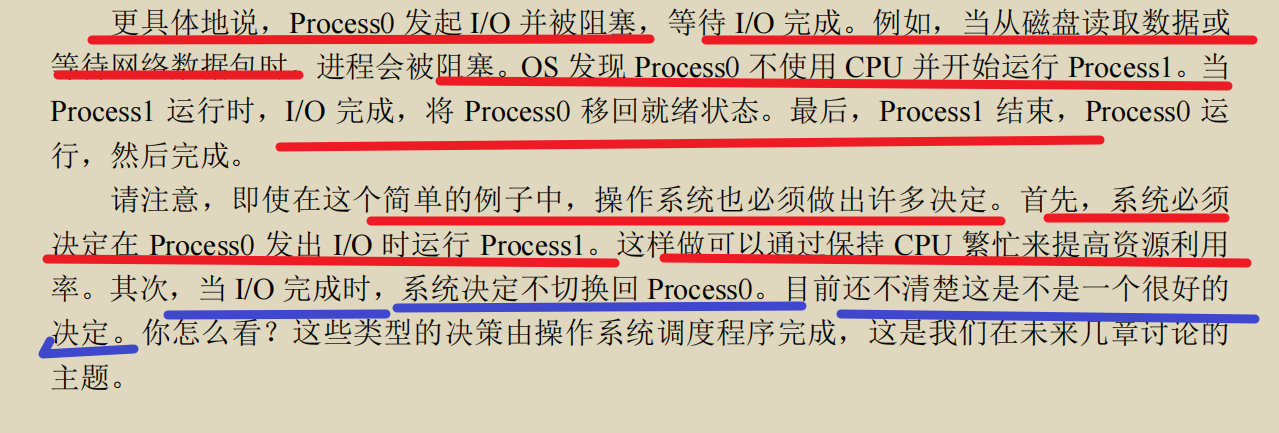 更具体地说，Process0 发起 I/O 并被阻塞，等待 I/O 完成。例如，当从磁盘读取数据或
等待网络数据包时，进程会被阻塞。OS 发现 Process0 不使用 CPU 并开始运行 Process1。当
Process1 运行时，I/O 完成，将 Process0 移回就绪状态。最后，Process1 结束，Process0 运
行，然后完成。
请注意，即使在这个简单的例子中，操作系统也必须做出许多决定。首先，系统必须
决定在 Process0 发出 I/O 时运行 Process1。这样做可以通过保持 CPU 繁忙来提高资源利用
率。其次，当 I/O 完成时，系统决定不切换回 Process0。目前还不清楚这是不是一个很好的
决定。你怎么看？这些类型的决策由操作系统调度程序完成，这是我们在未来几章讨论的
主题。